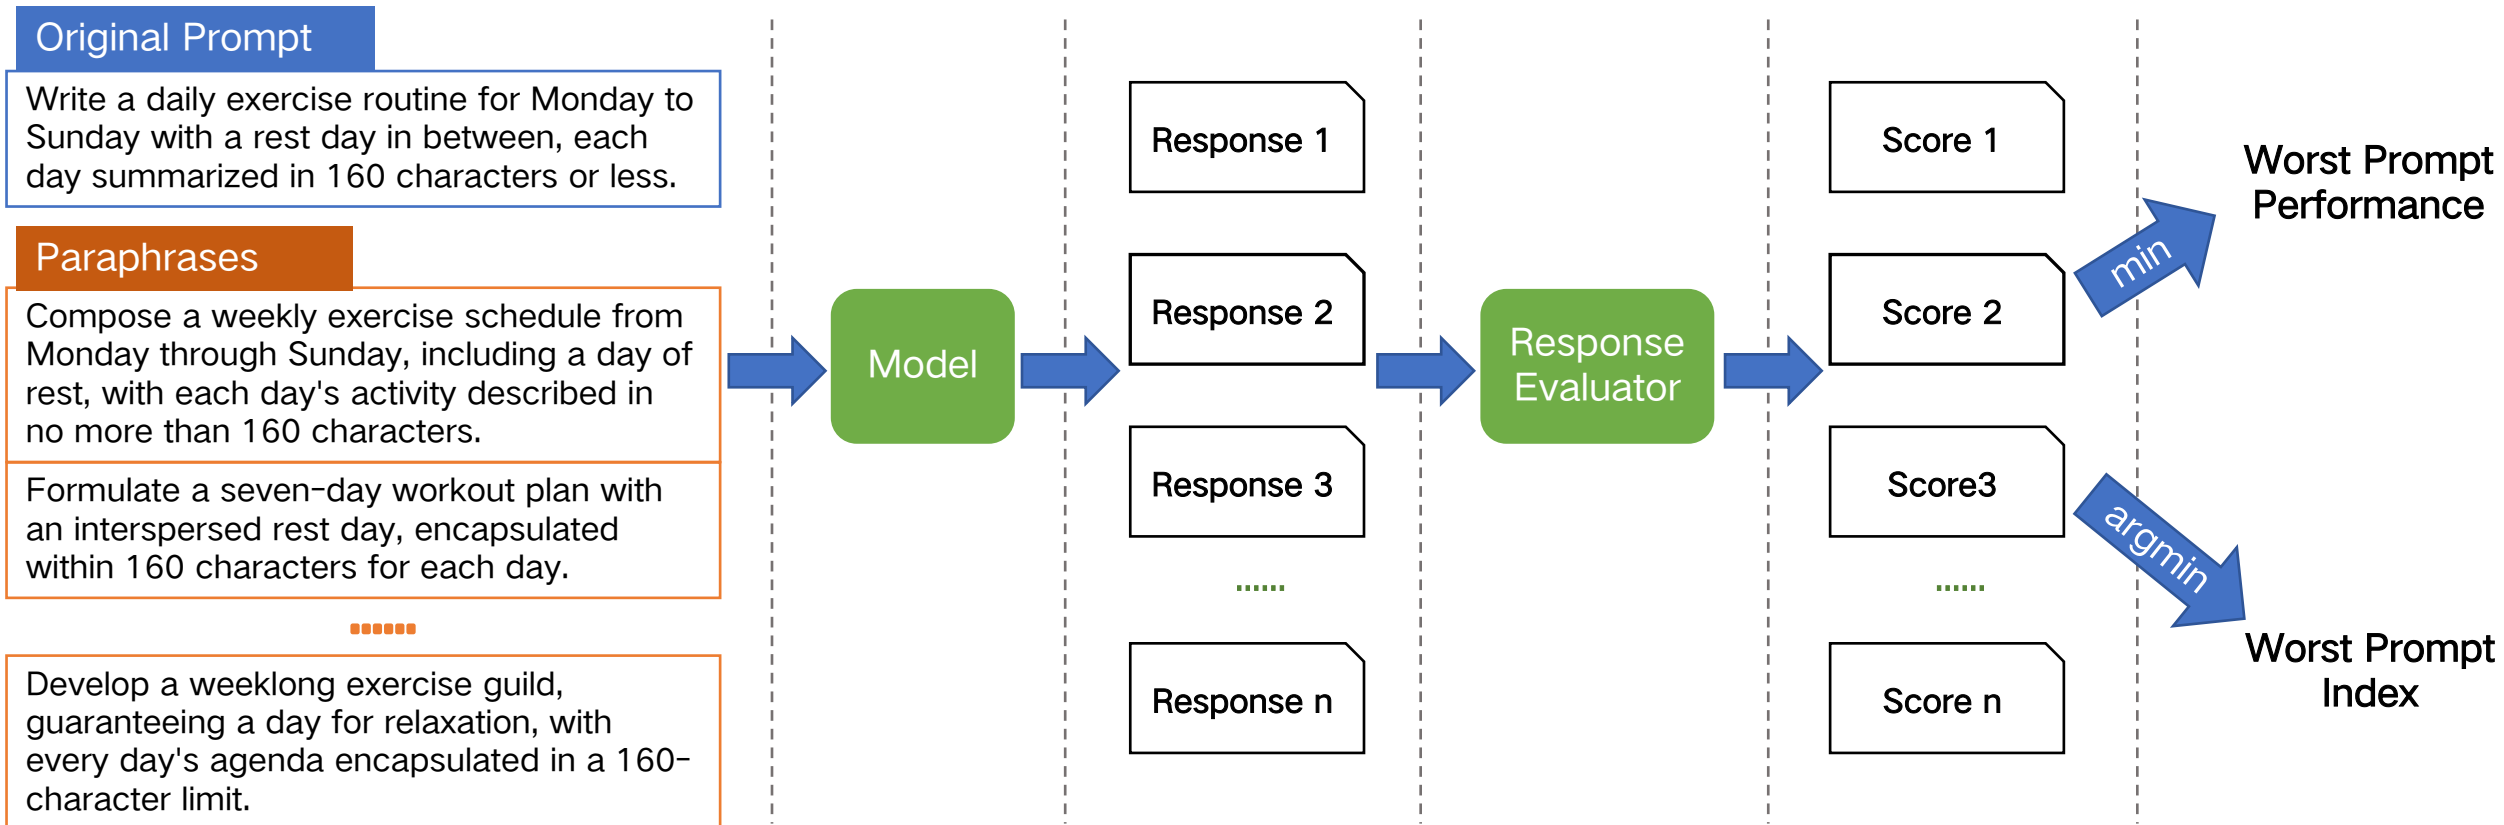 Original Prompt
Write a daily exercise routine for Monday to
Sunday with a rest day in between, each
day summarized in 160 characters or less.
Paraphrases
Compose a weekly exercise schedule from
Monday through Sunday, including a day of
rest, with each day's activity described in
no more than 160 characters.
Formulate a seven-day workout plan with
an interspersed rest day, encapsulated
within 160 characters for each day.
......
Develop a weeklong exercise guild,
guaranteeing a day for relaxation, with
every day's agenda encapsulated in a 160-
character limit.
Model
Response 1
Response 2
Response 3
......
Response n
Response
Evaluator
Score 1
Score 2
Score3
......
Score n
min
argmin
Worst Prompt
Performance
Worst Prompt
Index